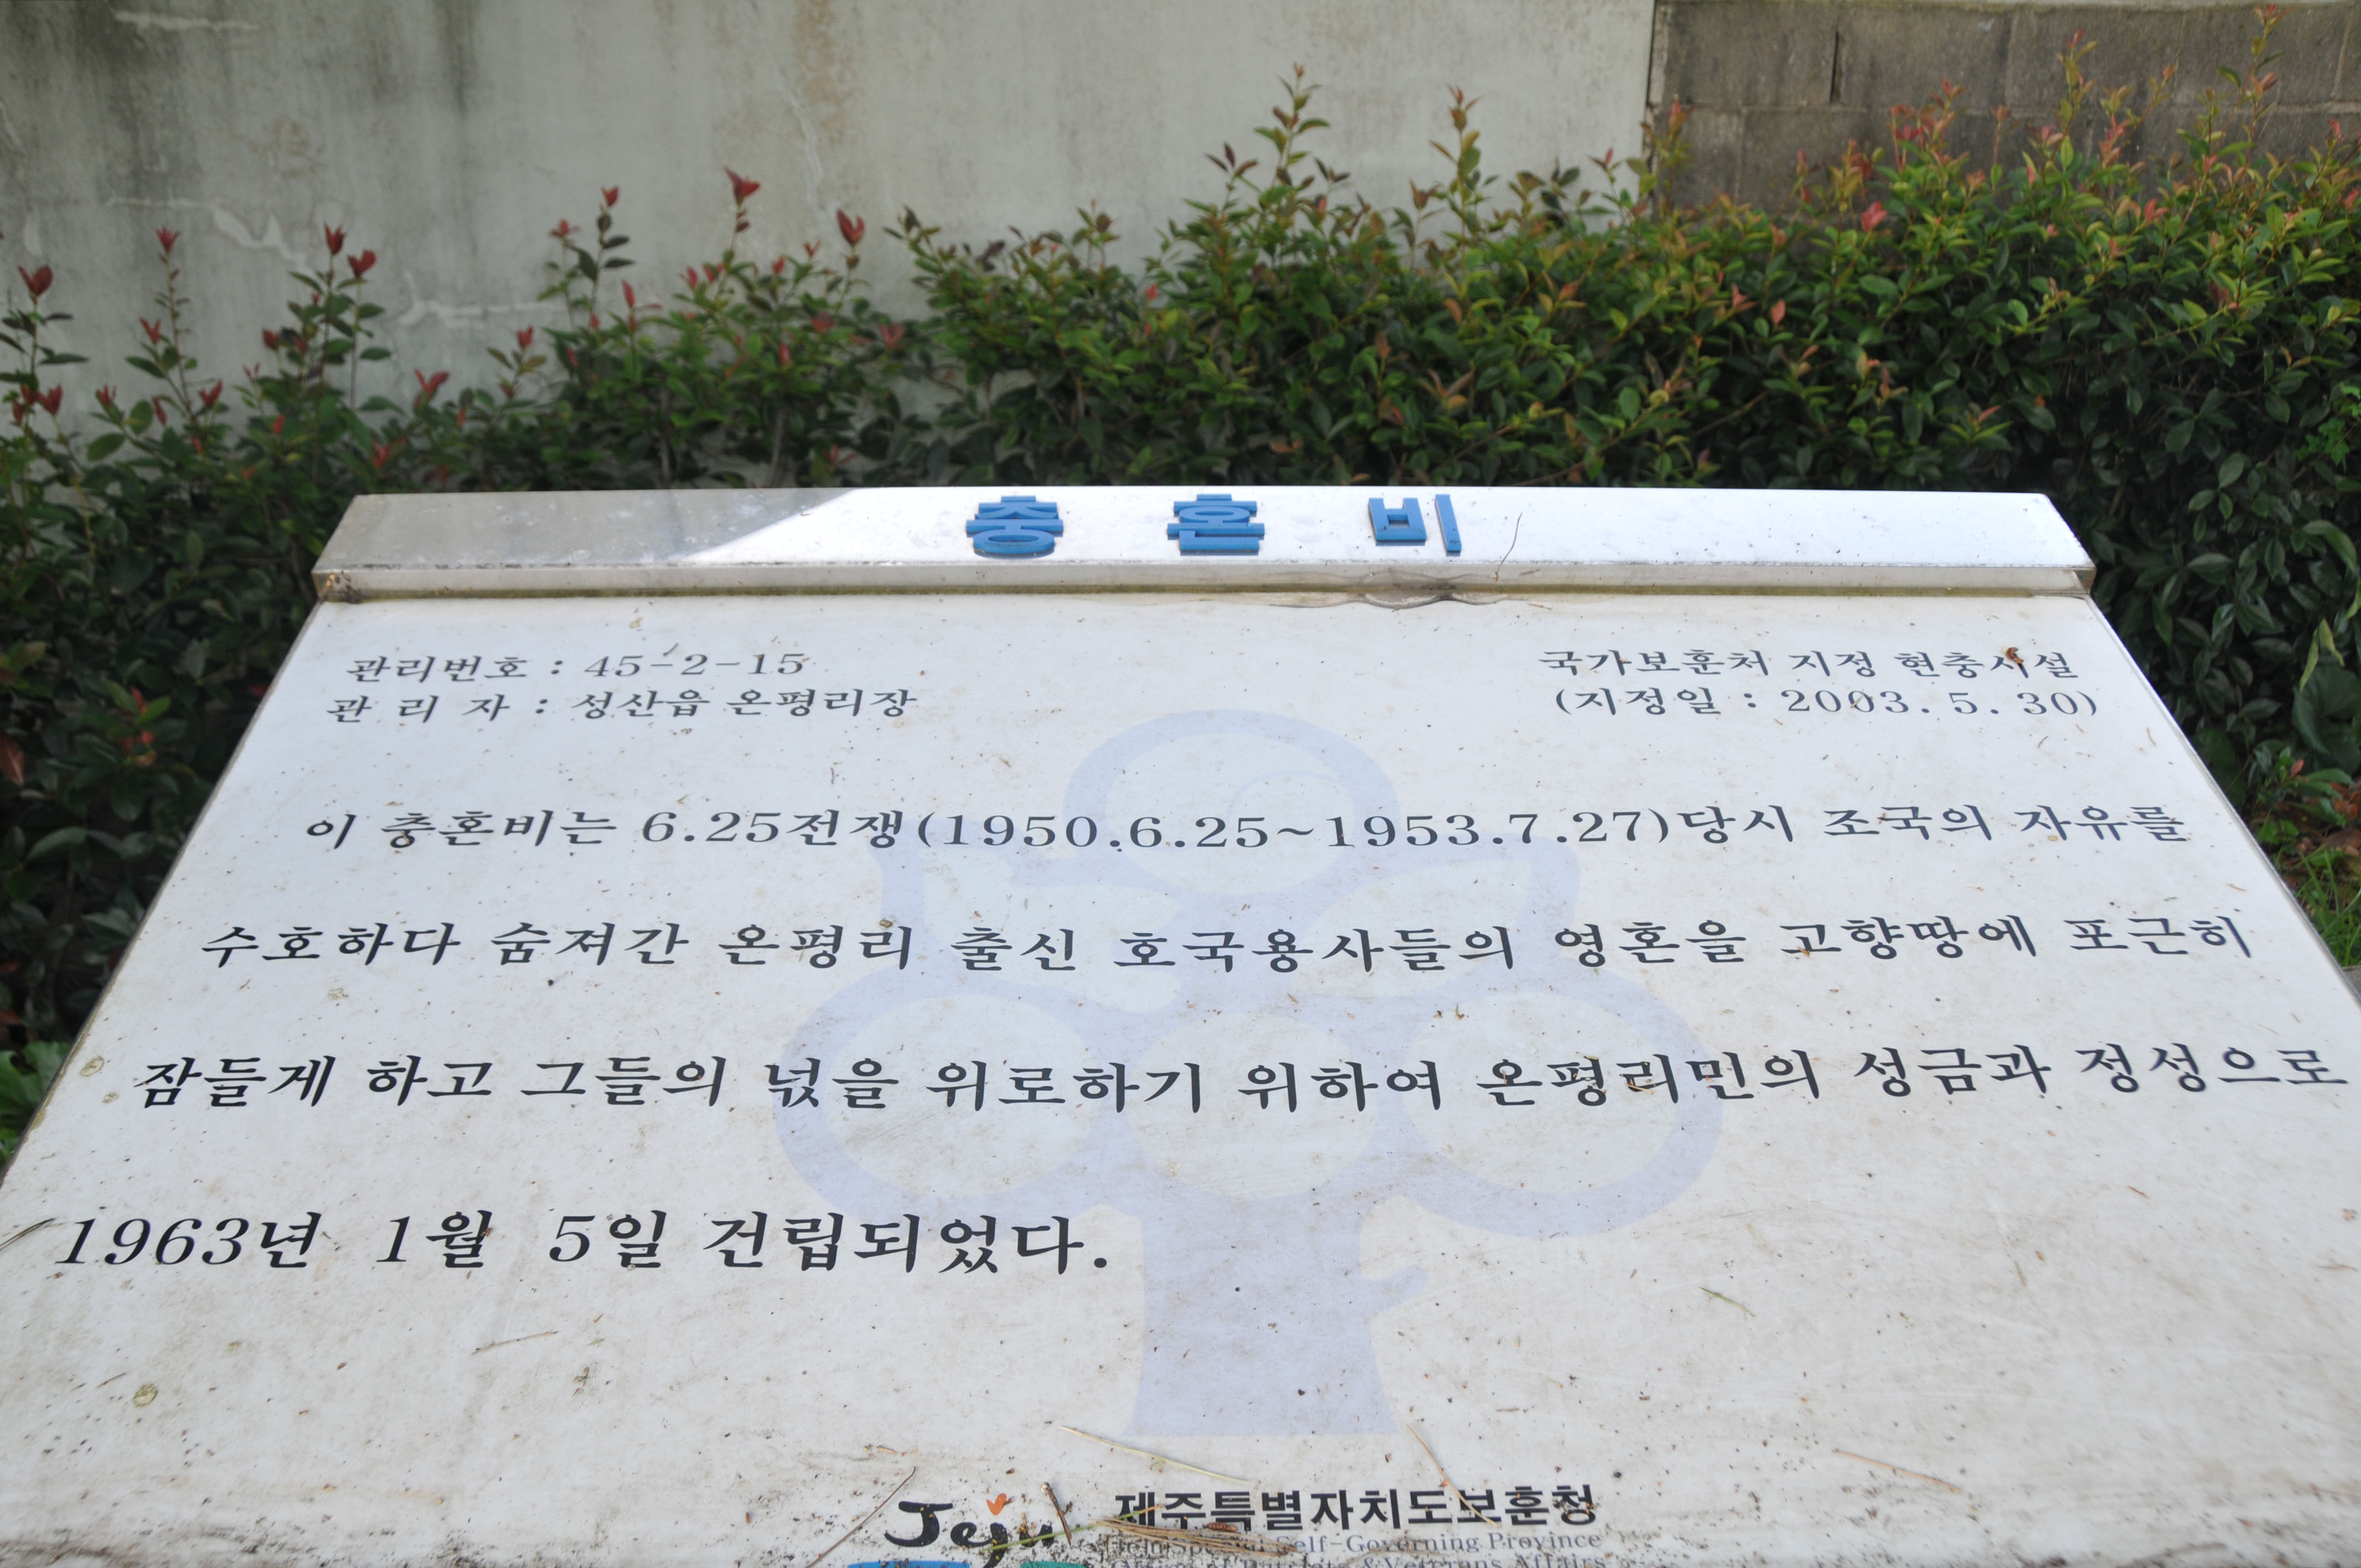 충혼비
관리번호 : 45-2-15
관 리 자 : 성산읍 온평리장
국가보훈처 지정 현충시설
(지정일 : 2003. 5. 30)
이 충혼비는 6.25전쟁(1950.6.25~1953.7.27)당시 조국의 자유를
수호하다 숨져간 온평리 출신 호국용사들의 영혼을 고향땅에 포근히
잠들게 하고 그들의 넋을 위로하기 위하여 온평리민의 성금과 정성으로
1963년 1월 5일 건립되었다.
Jeju
제주특별자치도보훈청
Self-Governing Province
& Veterans Affairs